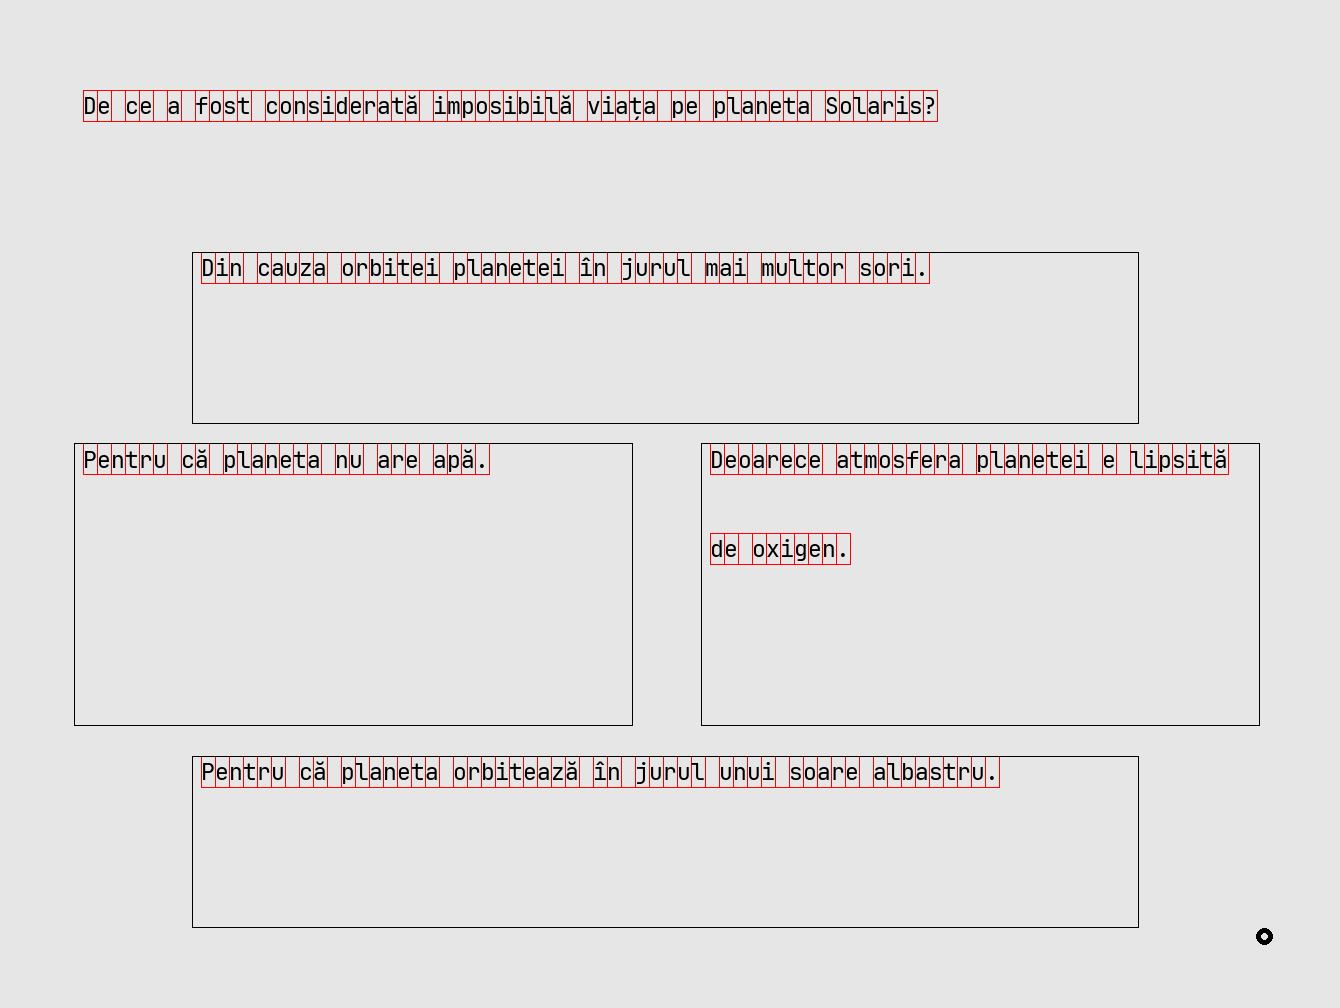 De ce a fost considerată imposibilă viața pe planeta Solaris?
Din cauza orbitei planetei în jurul mai multor sori.
Pentru că planeta nu are apă.
Deoarece atmosfera planetei e lipsită
de oxigen.
Pentru că planeta orbitează în jurul unui soare albastru.